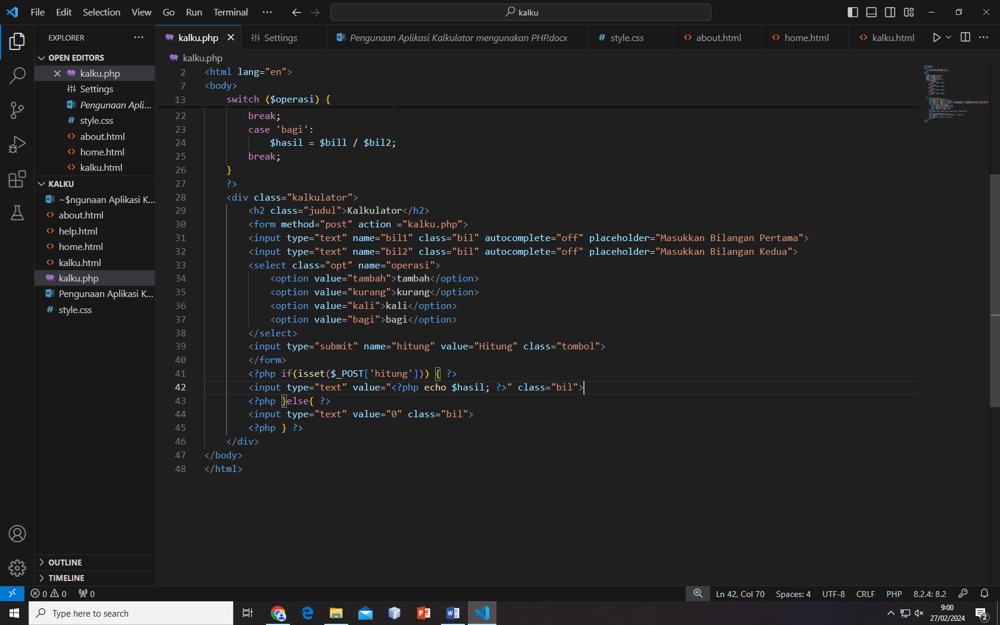 File Edit Selection View Go Run Terminal ··· kalku
EXPLORER ···
OPEN EDITORS
kalku.php
Settings
Pengunaan Apli...
style.css
about.html
home.html
kalku.html
KALKU
~$ngunaan Aplikasi K...
about.html
help.html
home.html
kalku.html
kalku.php
Pengunaan Aplikasi K...
style.css
OUTLINE
TIMELINE
kalku.php Settings Pengunaan Aplikasi Kalkulator mengunakan PHP.docx style.css about.html home.html kalku.html
kalku.php
2 <html lang="en">
7 <body>
13 switch ($operasi) {
22 break;
23 case 'bagi':
24 $hasil = $bil1 / $bil2;
25 break;
26 }
27 ?>
28 <div class="kalkulator">
29 <h2 class="judul">Kalkulator</h2>
30 <form method="post" action ="kalku.php">
31 <input type="text" name="bil1" class="bil" autocomplete="off" placeholder="Masukkan Bilangan Pertama">
32 <input type="text" name="bil2" class="bil" autocomplete="off" placeholder="Masukkan Bilangan Kedua">
33 <select class="opt" name="operasi">
34 <option value="tambah">tambah</option>
35 <option value="kurang">kurang</option>
36 <option value="kali">kali</option>
37 <option value="bagi">bagi</option>
38 </select>
39 <input type="submit" name="hitung" value="Hitung" class="tombol">
40 </form>
41 <?php if(isset($_POST['hitung'])) { ?>
42 <input type="text" value="<?php echo $hasil; ?>" class="bil">
43 <?php }else{ ?>
44 <input type="text" value="0" class="bil">
45 <?php } ?>
46 </div>
47 </body>
48 </html>
0 0 0 Ln 42, Col 70 Spaces: 4 UTF-8 CRLF PHP 8.2.4: 8.2
Type here to search
9:00
27/02/2024
2